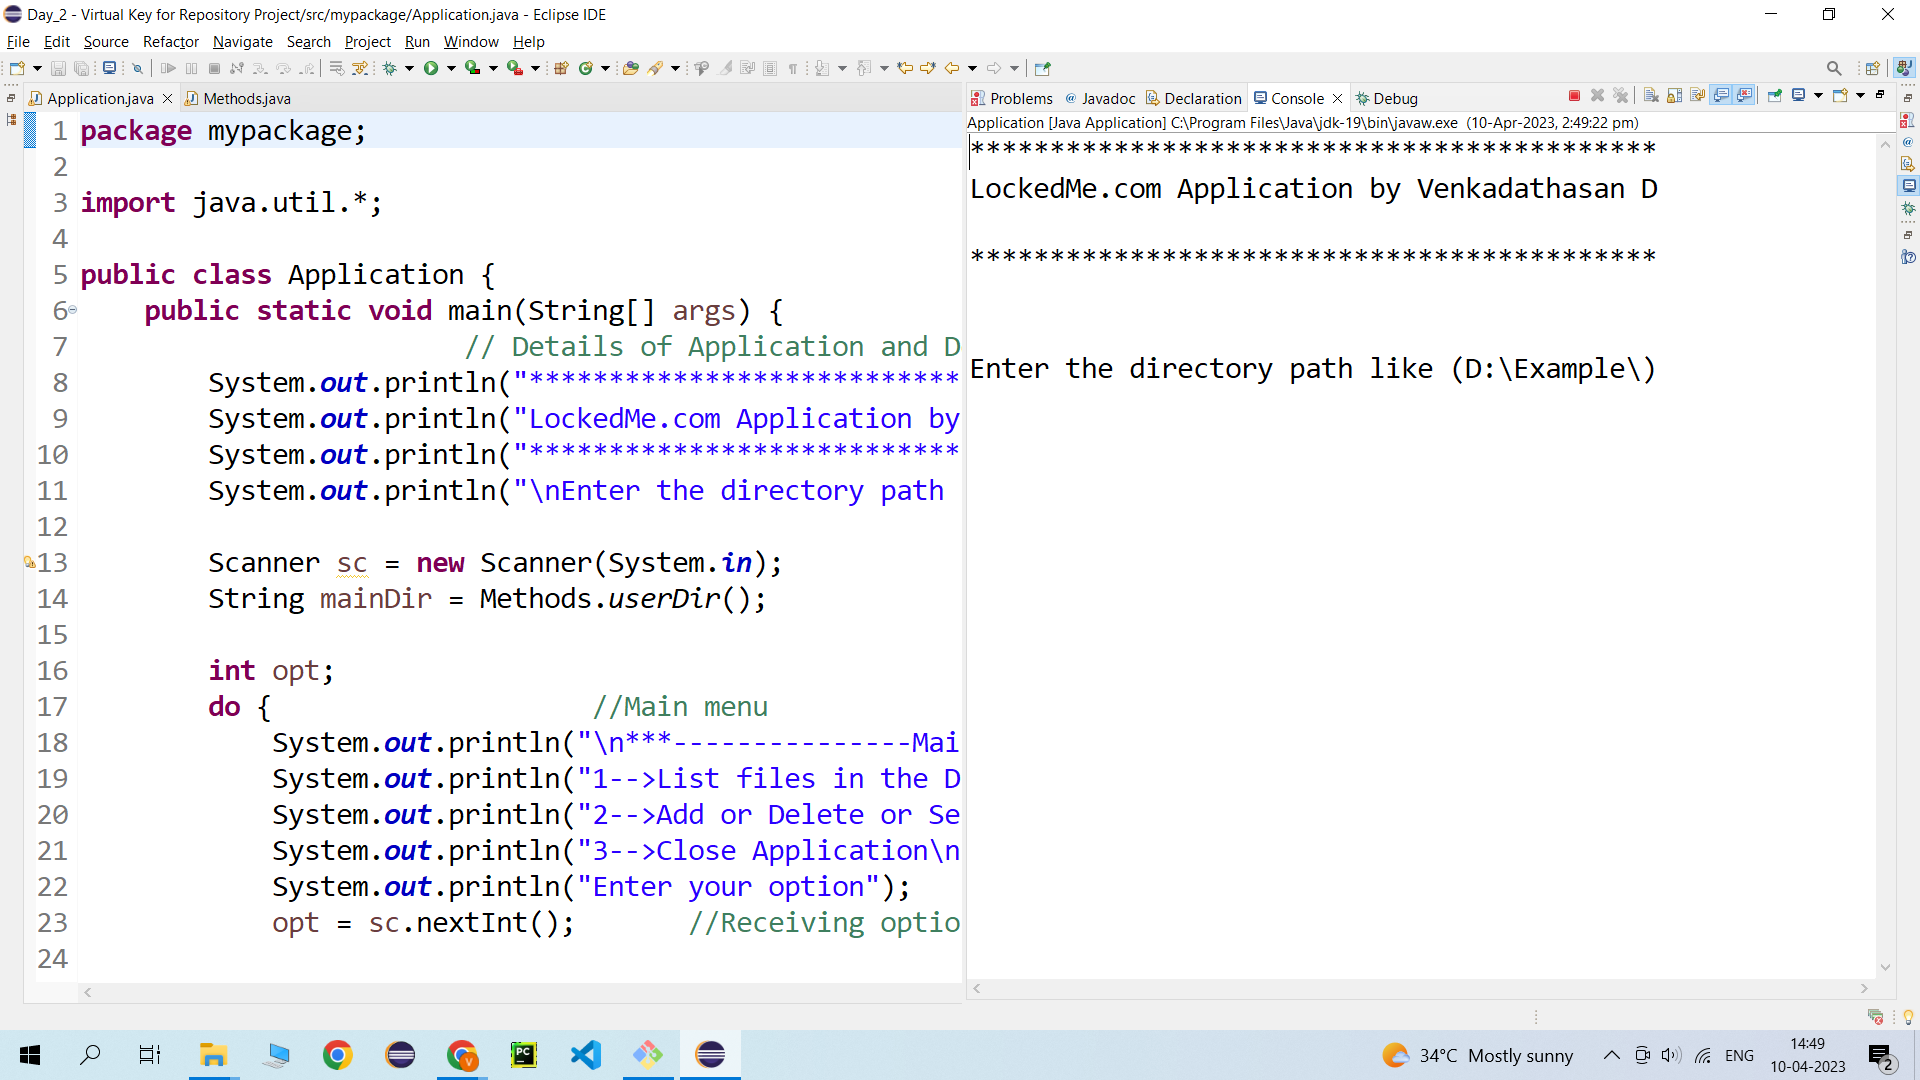 Day_2 - Virtual Key for Repository Project/src/mypackage/Application.java - Eclipse IDE
File Edit Source Refactor Navigate Search Project Run Window Help
Application.java Methods.java
1 package mypackage;
2
3 import java.util.*;
4
5 public class Application {
6 public static void main(String[] args) {
7 // Details of Application and D
8 System.out.println("***************************
9 System.out.println("LockedMe.com Application by
10 System.out.println("***************************
11 System.out.println("\nEnter the directory path
12
13 Scanner sc = new Scanner(System.in);
14 String mainDir = Methods.userDir();
15
16 int opt;
17 do { //Main menu
18 System.out.println("\n***---------------Mai
19 System.out.println("1-->List files in the D
20 System.out.println("2-->Add or Delete or Se
21 System.out.println("3-->Close Application\n
22 System.out.println("Enter your option");
23 opt = sc.nextInt(); //Receiving optio
24
Problems Javadoc Declaration Console Debug
Application [Java Application] C:\Program Files\Java\jdk-19\bin\javaw.exe (10-Apr-2023, 2:49:22 pm)
*******************************************
LockedMe.com Application by Venkadathasan D
*******************************************
Enter the directory path like (D:\Example\)
PC
V
34°C Mostly sunny
ENG
14:49
10-04-2023
2